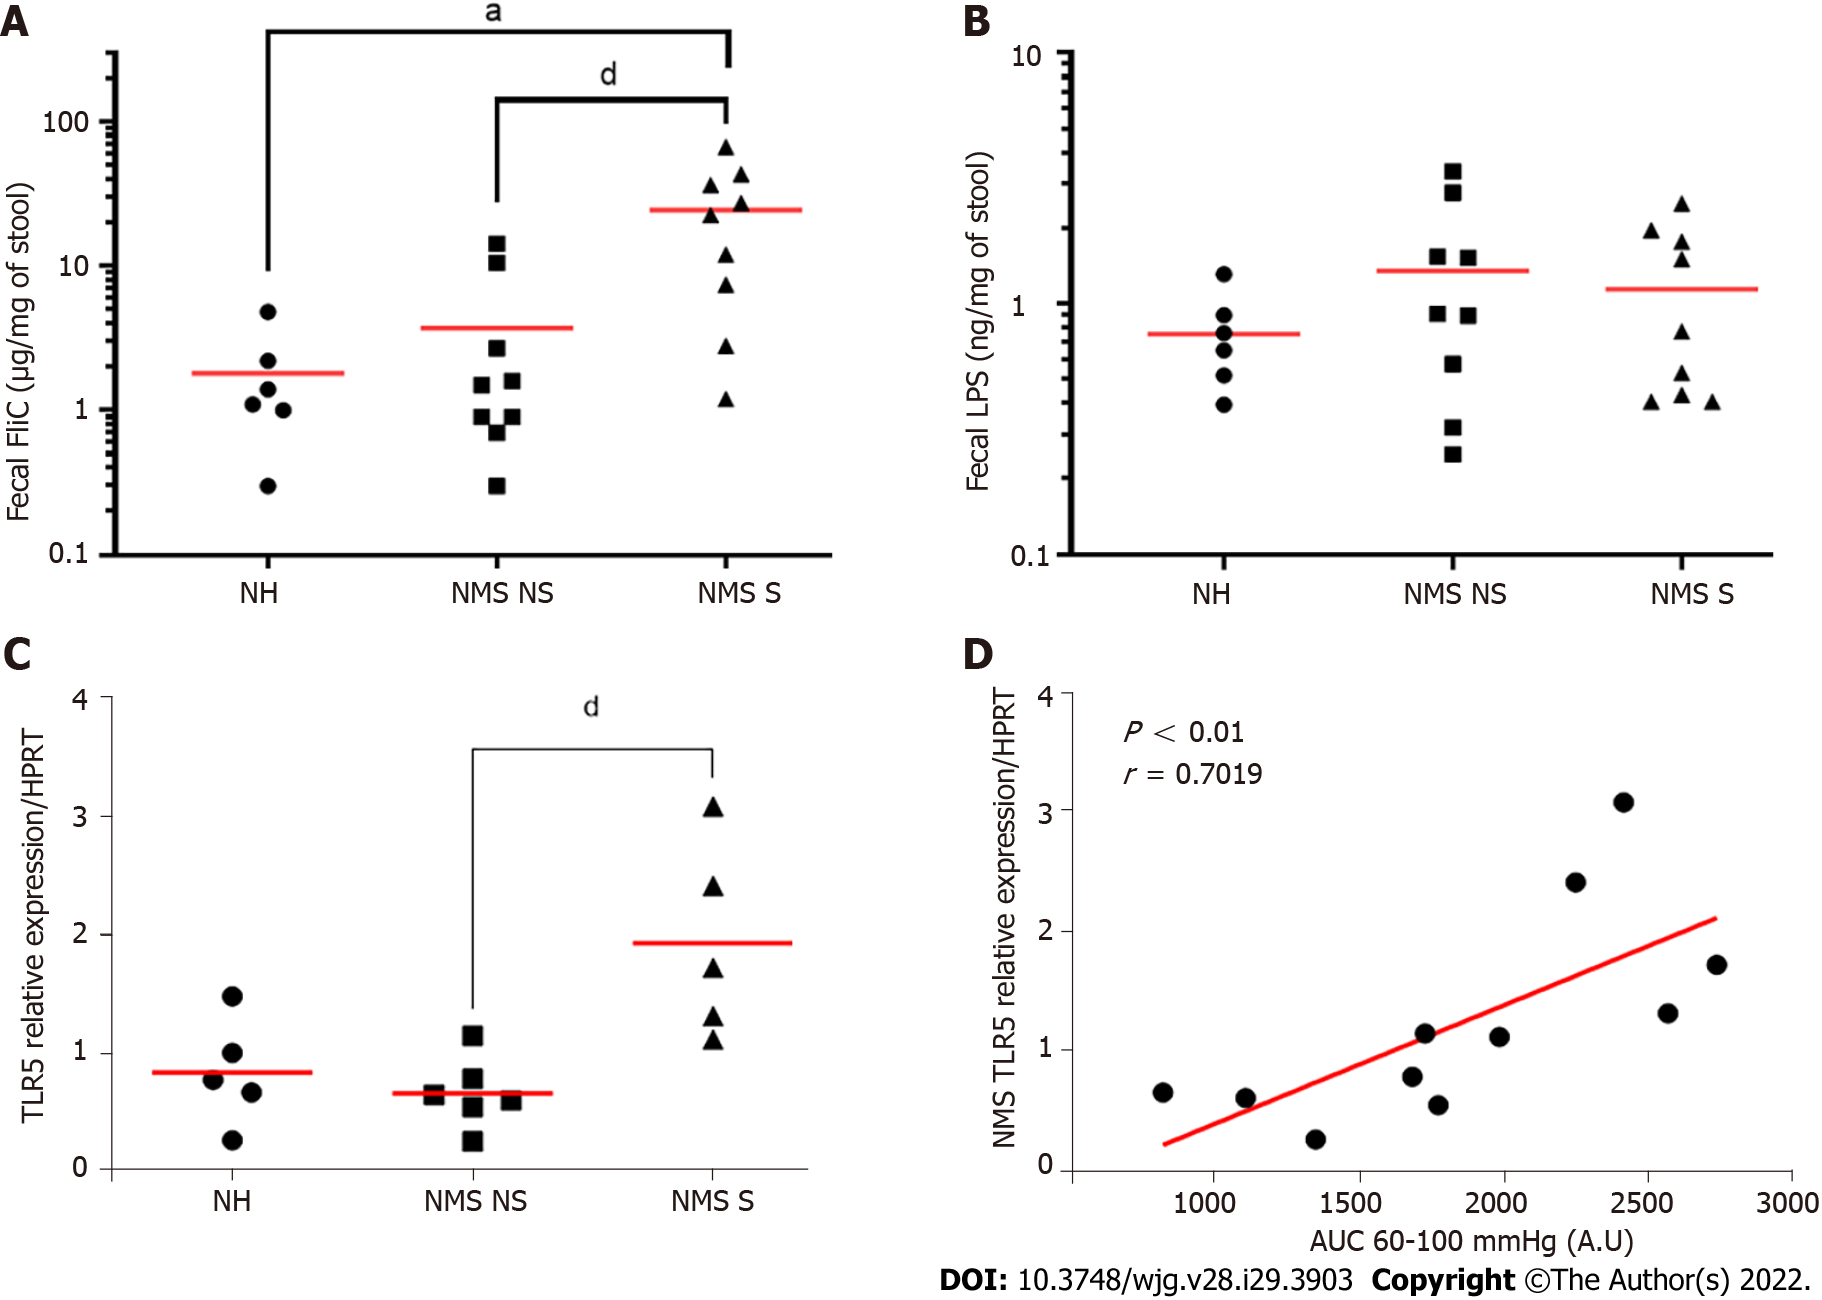 A
a
d
100
10
1
0.1
Fecal FliC (µg/mg of stool)
NH
NMS NS
NMS S
B
10
1
0.1
Fecal LPS (ng/mg of stool)
NH
NMS NS
NMS S
C
d
4
3
2
1
0
TLR5 relative expression/HPRT
NH
NMS NS
NMS S
D
P < 0.01
r = 0.7019
4
3
2
1
0
NMS TLR5 relative expression/HPRT
1000
1500
2000
2500
3000
AUC 60-100 mmHg (A.U)
DOI: 10.3748/wjg.v28.i29.3903 Copyright ©The Author(s) 2022.